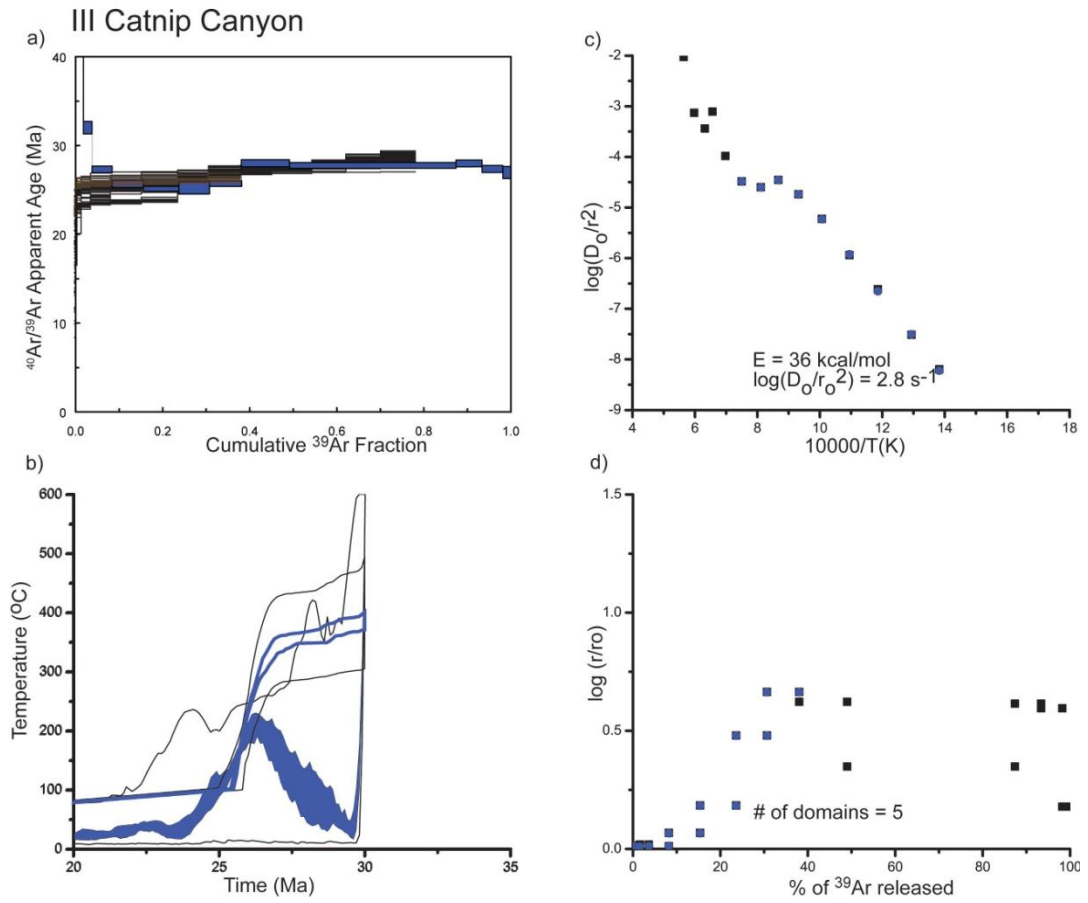 III Catnip Canyon
a)
40
30
20
10
0
0.0 0.2 0.4 0.6 0.8 1.0
⁴⁰Ar/³⁹Ar Apparent Age (Ma)
Cumulative ³⁹Ar Fraction
c)
-2
-3
-4
-5
-6
-7
-8
-9
4 6 8 10 12 14 16 18
log(Dₒ/r²)
10000/T(K)
E = 36 kcal/mol
log(Dₒ/rₒ²) = 2.8 s⁻¹
b)
600
500
400
300
200
100
0
20 25 30 35
Temperature (ºC)
Time (Ma)
d)
1.5
1.0
0.5
0.0
0 20 40 60 80 100
log (r/ro)
# of domains = 5
% of ³⁹Ar released